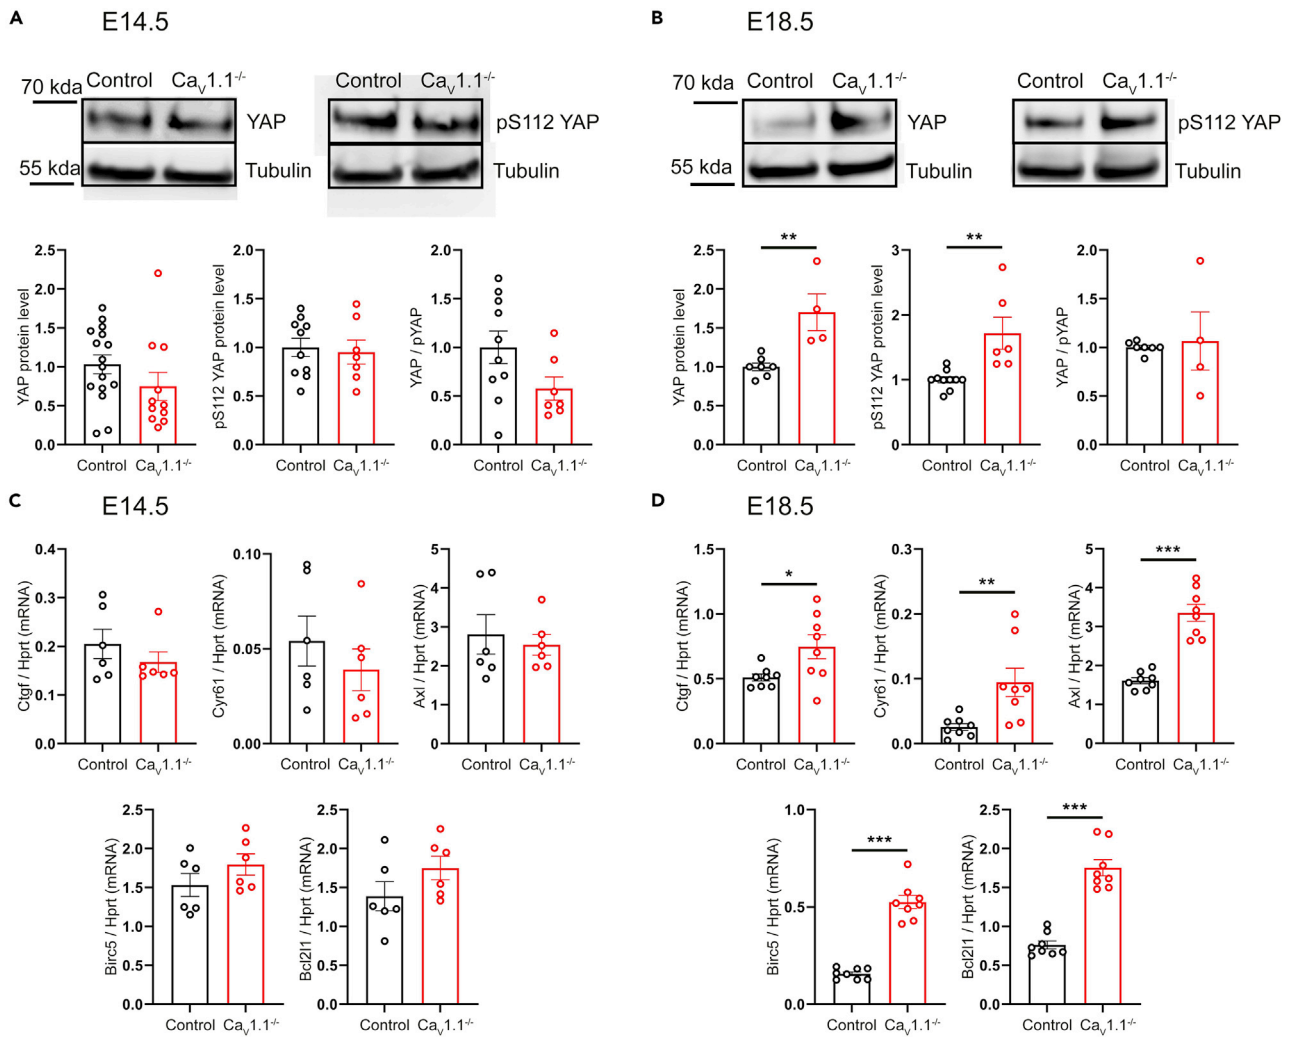 A E14.5
70 kda Control CaV1.1-/- Control CaV1.1-/-
YAP pS112 YAP
55 kda Tubulin Tubulin
B E18.5
70 kda Control CaV1.1-/- Control CaV1.1-/-
YAP pS112 YAP
55 kda Tubulin Tubulin
YAP protein level
2.5
2.0
1.5
1.0
0.5
0.0
Control CaV1.1-/-
pS112 YAP protein level
2.0
1.5
1.0
0.5
0.0
Control CaV1.1-/-
YAP / pYAP
2.0
1.5
1.0
0.5
0.0
Control CaV1.1-/-
YAP protein level
2.5
2.0
1.5
1.0
0.5
0.0
**
Control CaV1.1-/-
pS112 YAP protein level
3
2
1
0
**
Control CaV1.1-/-
YAP / pYAP
2.0
1.5
1.0
0.5
0.0
Control CaV1.1-/-
C E14.5
Ctgf / Hprt (mRNA)
0.4
0.3
0.2
0.1
0.0
Control CaV1.1-/-
Cyr61 / Hprt (mRNA)
0.10
0.05
0.00
Control CaV1.1-/-
Axl / Hprt (mRNA)
5
4
3
2
1
0
Control CaV1.1-/-
Birc5 / Hprt (mRNA)
2.5
2.0
1.5
1.0
0.5
0.0
Control CaV1.1-/-
Bcl2l1 / Hprt (mRNA)
2.5
2.0
1.5
1.0
0.5
0.0
Control CaV1.1-/-
D E18.5
Ctgf / Hprt (mRNA)
1.5
1.0
0.5
0.0
*
Control CaV1.1-/-
Cyr61 / Hprt (mRNA)
0.3
0.2
0.1
0.0
**
Control CaV1.1-/-
Axl / Hprt (mRNA)
5
4
3
2
1
0
***
Control CaV1.1-/-
Birc5 / Hprt (mRNA)
1.0
0.5
0.0
***
Control CaV1.1-/-
Bcl2l1 / Hprt (mRNA)
2.5
2.0
1.5
1.0
0.5
0.0
***
Control CaV1.1-/-